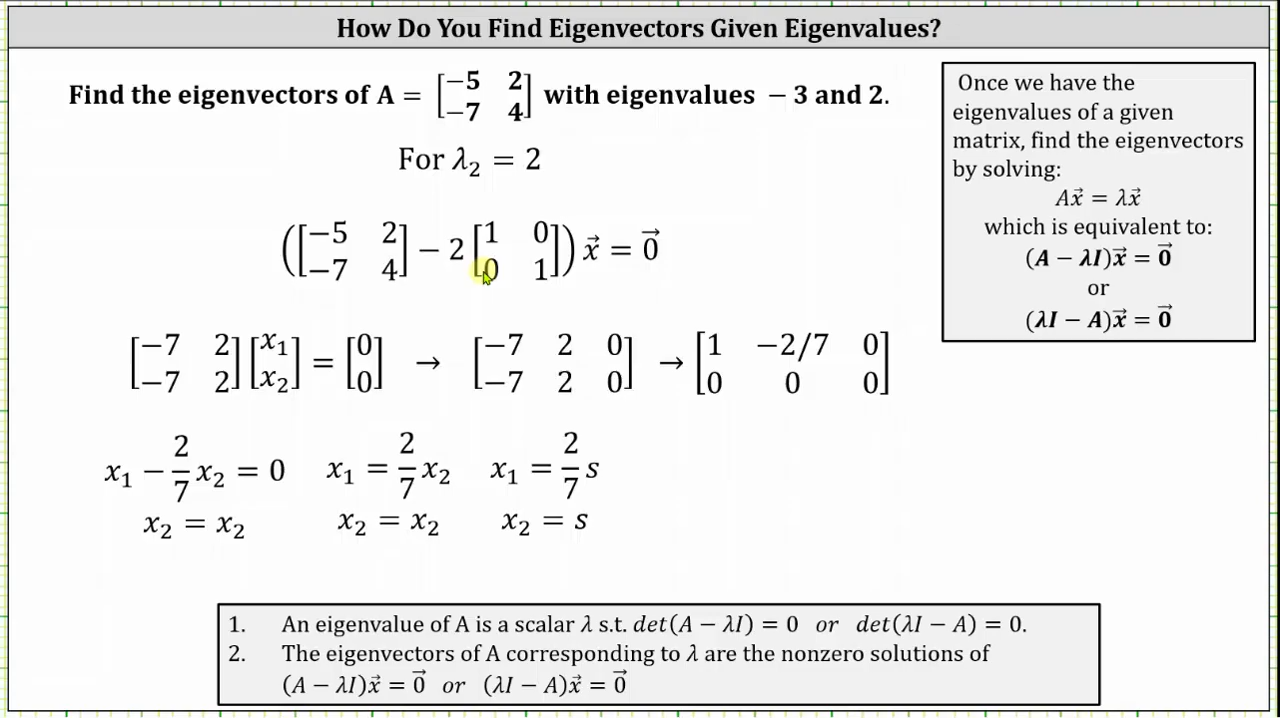 How Do You Find Eigenvectors Given Eigenvalues?
Find the eigenvectors of A = [−5 2; −7 4] with eigenvalues − 3 and 2.
For λ₂ = 2
([−5 2; −7 4] − 2 [1 0; 0 1]) x⃗ = 0⃗
[−7 2; −7 2] [x₁; x₂] = [0; 0] → [−7 2 0; −7 2 0] → [1 −2/7 0; 0 0 0]
x₁ − 2/7 x₂ = 0 x₁ = 2/7 x₂ x₁ = 2/7 s
x₂ = x₂ x₂ = x₂ x₂ = s
Once we have the
eigenvalues of a given
matrix, find the eigenvectors
by solving:
Ax⃗ = λx⃗
which is equivalent to:
(A − λI)x⃗ = 0⃗
or
(λI − A)x⃗ = 0⃗
1. An eigenvalue of A is a scalar λ s.t. det(A − λI) = 0 or det(λI − A) = 0.
2. The eigenvectors of A corresponding to λ are the nonzero solutions of
(A − λI)x⃗ = 0⃗ or (λI − A)x⃗ = 0⃗